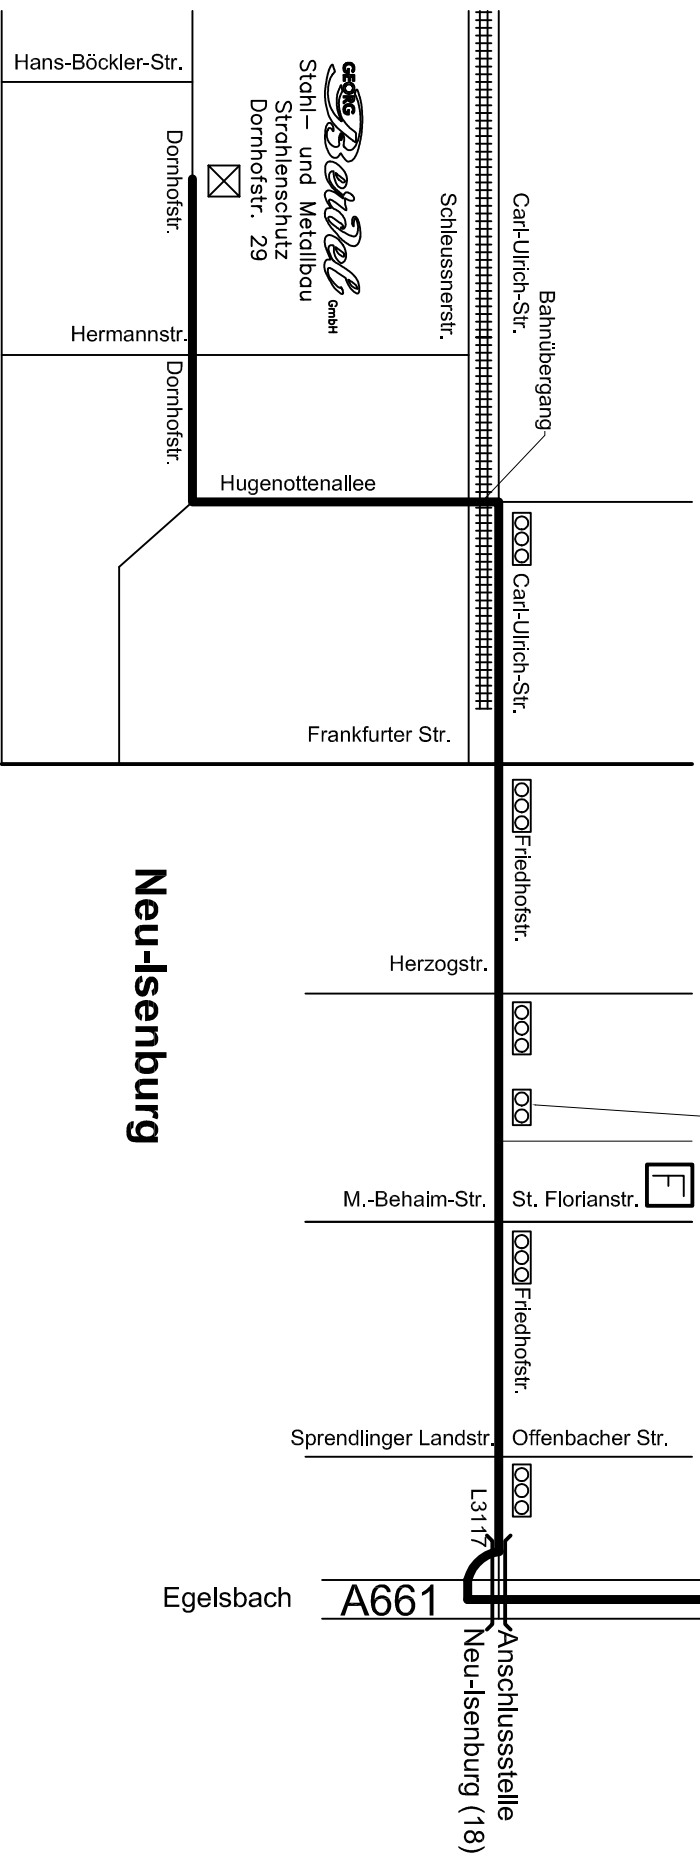 Hans-Böckler-Str.
Dornhofstr.
GEORG
Berdel
GmbH
Stahl- und Metallbau
Strahlenschutz
Dornhofstr. 29
Schleussnerstr.
Carl-Ulrich-Str.
Bahnübergang
Hermannstr.
Dornhofstr.
Hugenottenallee
Carl-Ulrich-Str.
Frankfurter Str.
Friedhofstr.
Neu-Isenburg
Herzogstr.
F
M.-Behaim-Str.
St. Florianstr.
Friedhofstr.
Sprendlinger Landstr.
Offenbacher Str.
L3117
Egelsbach
A661
Anschlussstelle
Neu-Isenburg (18)